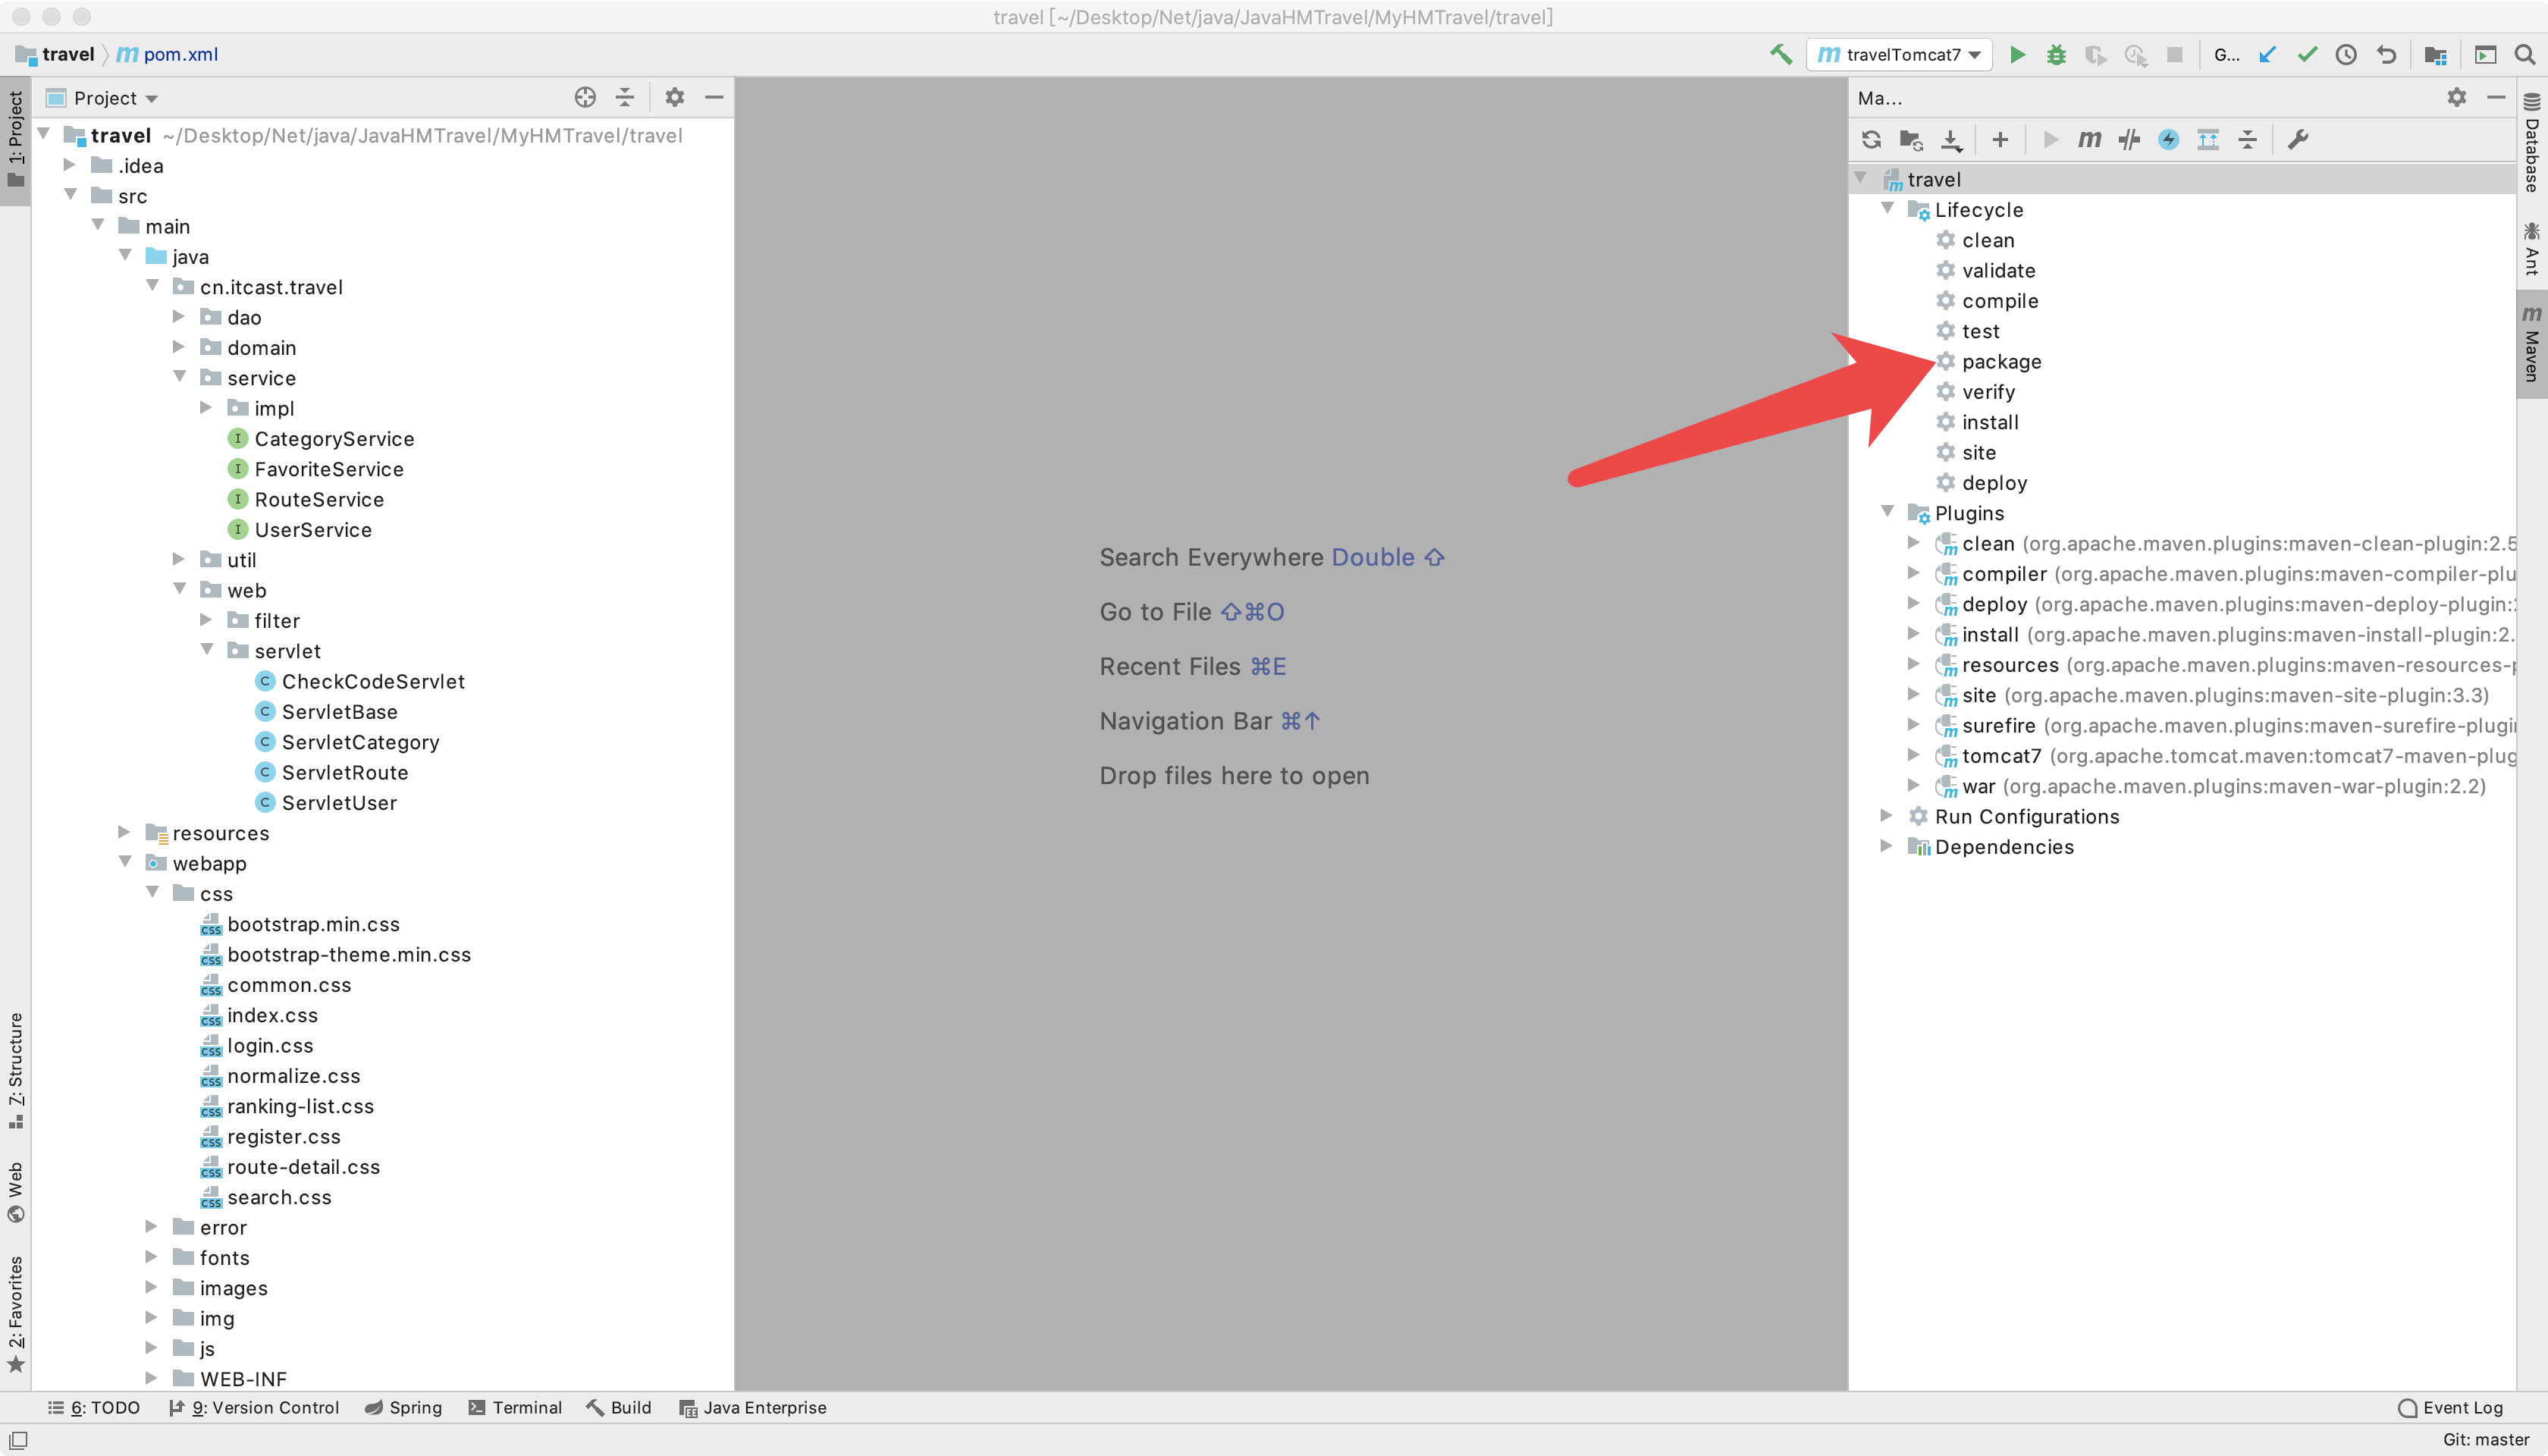 travel [~/Desktop/Net/java/JavaHMTravel/MyHMTravel/travel]
travel
pom.xml
travelTomcat7
G...
1: Project
Project
travel ~/Desktop/Net/java/JavaHMTravel/MyHMTravel/travel
.idea
src
main
java
cn.itcast.travel
dao
domain
service
impl
CategoryService
FavoriteService
RouteService
UserService
util
web
filter
servlet
CheckCodeServlet
ServletBase
ServletCategory
ServletRoute
ServletUser
resources
webapp
css
bootstrap.min.css
bootstrap-theme.min.css
common.css
index.css
login.css
normalize.css
ranking-list.css
register.css
route-detail.css
search.css
error
fonts
images
img
js
WEB-INF
7: Structure
Web
2: Favorites
Search Everywhere Double ⇧
Go to File ⇧⌘O
Recent Files ⌘E
Navigation Bar ⌘↑
Drop files here to open
Ma...
travel
Lifecycle
clean
validate
compile
test
package
verify
install
site
deploy
Plugins
clean (org.apache.maven.plugins:maven-clean-plugin:2.5
compiler (org.apache.maven.plugins:maven-compiler-plu
deploy (org.apache.maven.plugins:maven-deploy-plugin:
install (org.apache.maven.plugins:maven-install-plugin:2.
resources (org.apache.maven.plugins:maven-resources-p
site (org.apache.maven.plugins:maven-site-plugin:3.3)
surefire (org.apache.maven.plugins:maven-surefire-plugi
tomcat7 (org.apache.tomcat.maven:tomcat7-maven-plug
war (org.apache.maven.plugins:maven-war-plugin:2.2)
Run Configurations
Dependencies
Database
Ant
Maven
6: TODO
9: Version Control
Spring
Terminal
Build
Java Enterprise
Event Log
Git: master